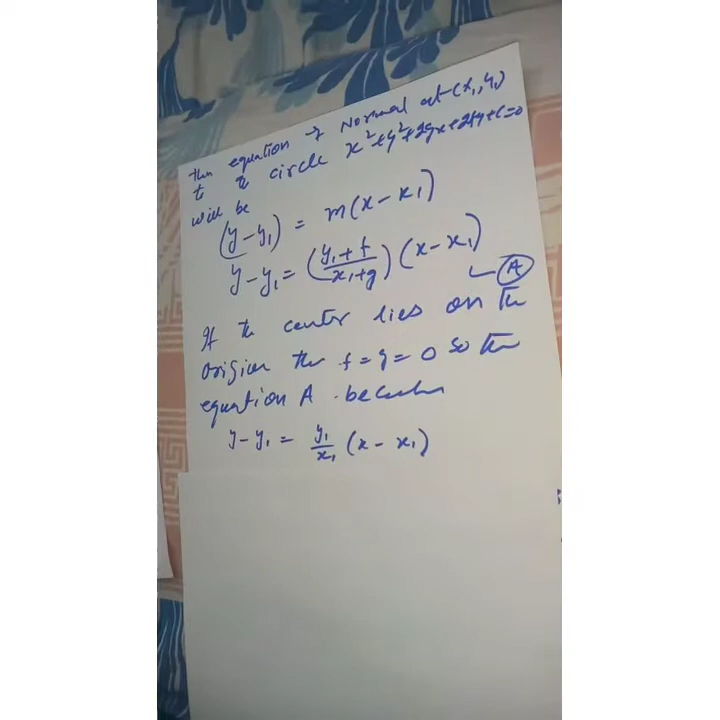 then equation of Normal at (x₁, y₁)
to the circle x² + y² + 2gx + 2fy + c = 0
will be
(y - y₁) = m(x - x₁)
y - y₁ = (y₁ + f / x₁ + g) (x - x₁)
A
If the center lies on the
origion then f = g = 0 so the
equation A becomes
y - y₁ = y₁/x₁ (x - x₁)